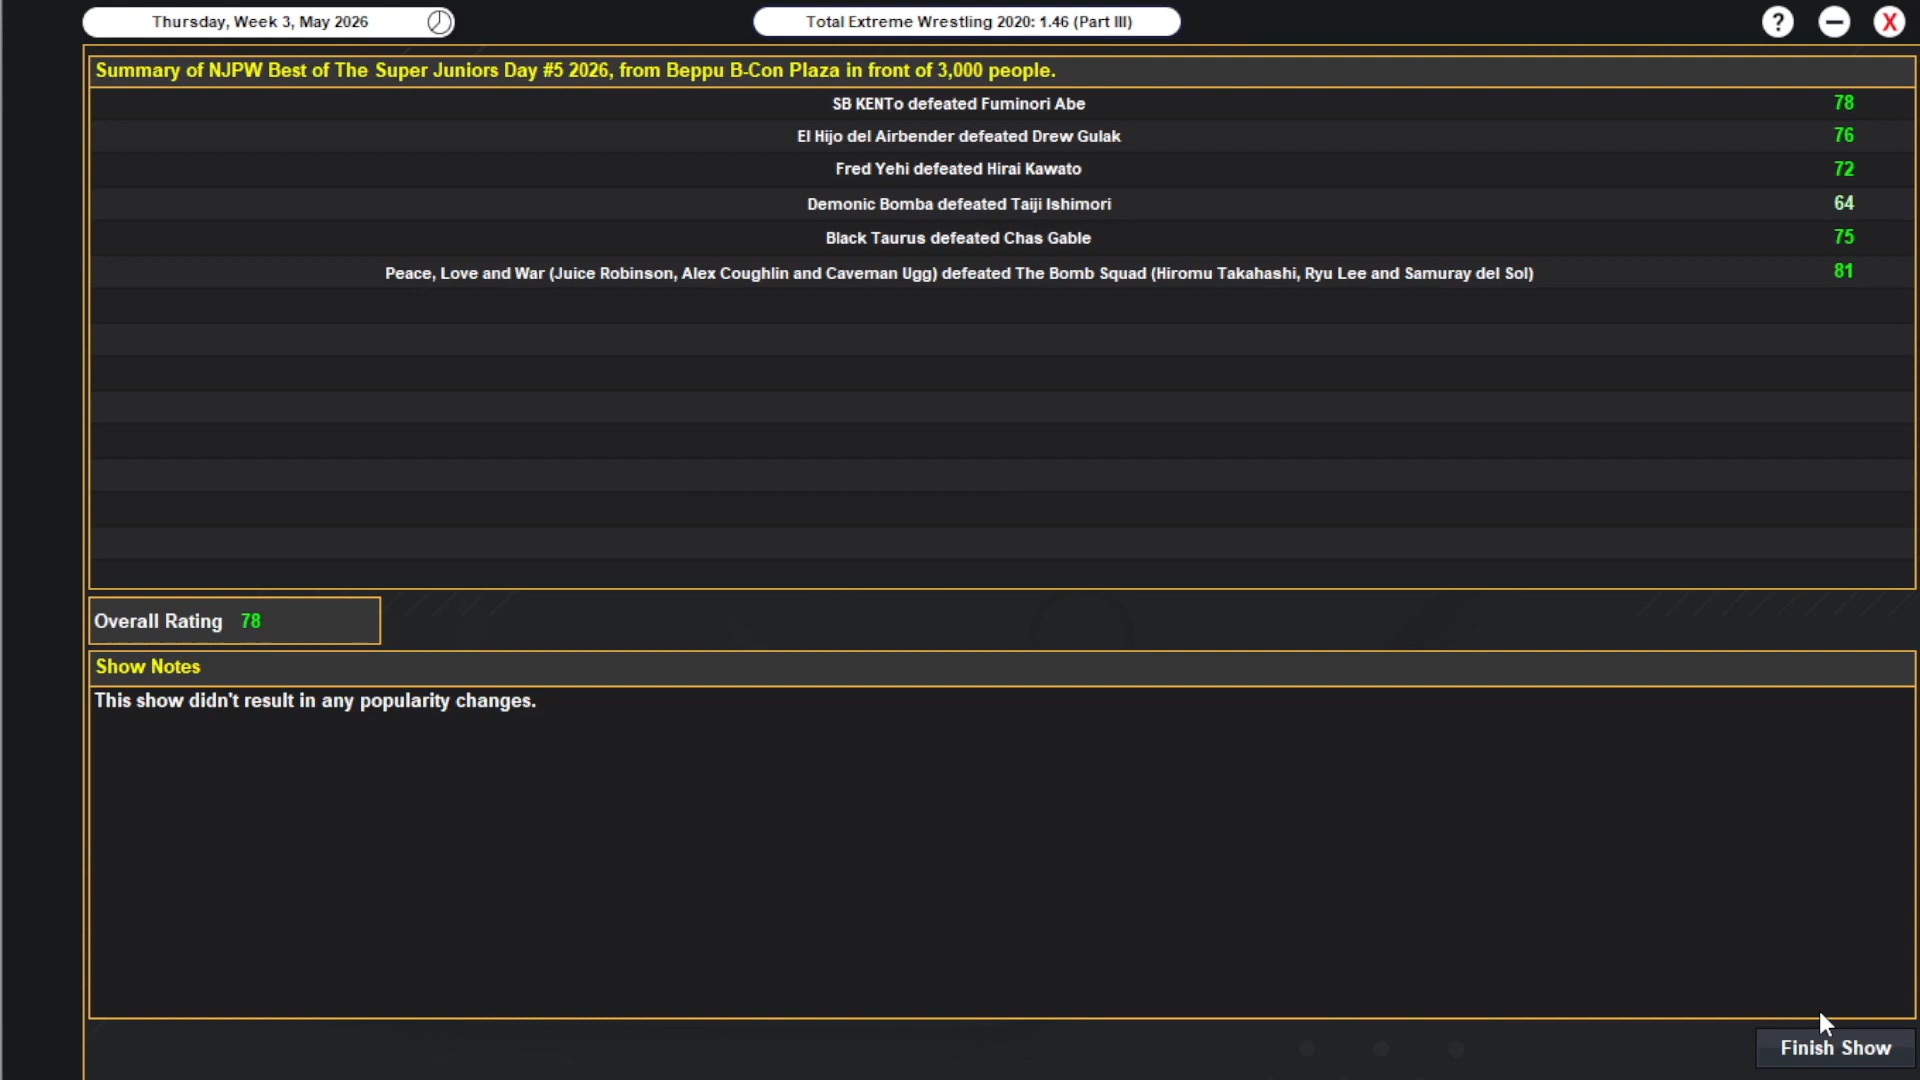 Thursday, Week 3, May 2026
Total Extreme Wrestling 2020: 1.46 (Part III)
?
X
Summary of NJPW Best of The Super Juniors Day #5 2026, from Beppu B-Con Plaza in front of 3,000 people.
SB KENTo defeated Fuminori Abe 78
El Hijo del Airbender defeated Drew Gulak 76
Fred Yehi defeated Hirai Kawato 72
Demonic Bomba defeated Taiji Ishimori 64
Black Taurus defeated Chas Gable 75
Peace, Love and War (Juice Robinson, Alex Coughlin and Caveman Ugg) defeated The Bomb Squad (Hiromu Takahashi, Ryu Lee and Samuray del Sol) 81
Overall Rating 78
Show Notes
This show didn't result in any popularity changes.
Finish Show